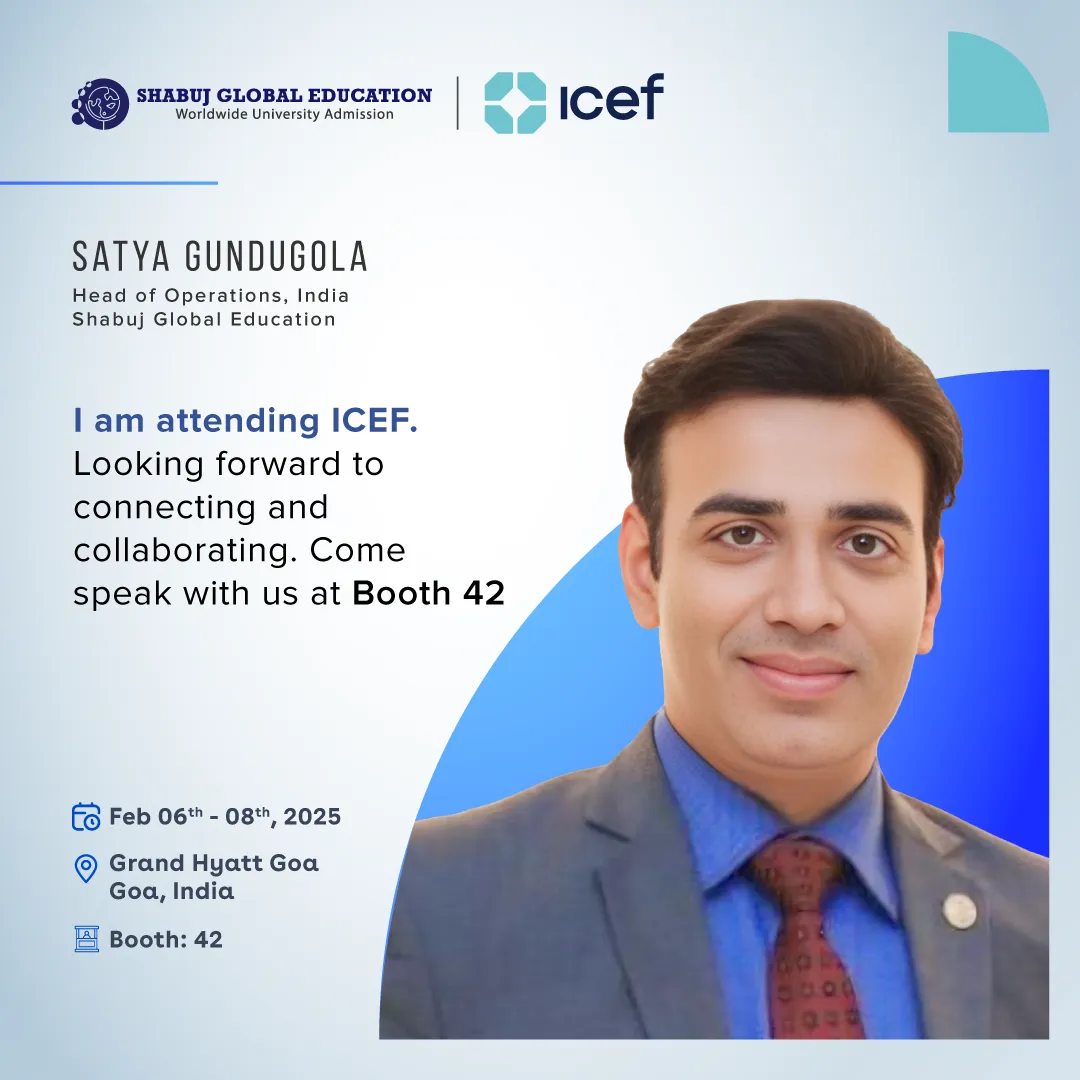 SHABUJ GLOBAL EDUCATION
Worldwide University Admission
icef
SATYA GUNDUGOLA
Head of Operations, India
Shabuj Global Education
I am attending ICEF.
Looking forward to
connecting and
collaborating. Come
speak with us at Booth 42
Feb 06th - 08th, 2025
Grand Hyatt Goa
Goa, India
Booth: 42